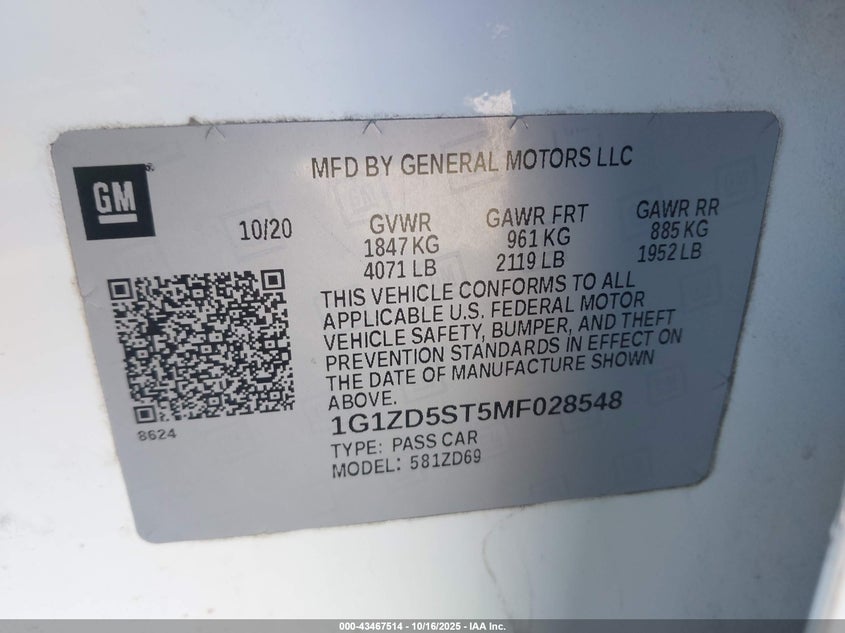 GM
MFD BY GENERAL MOTORS LLC
10/20
GVWR
1847 KG
4071 LB
GAWR FRT
961 KG
2119 LB
GAWR RR
885 KG
1952 LB
THIS VEHICLE CONFORMS TO ALL
APPLICABLE U.S. FEDERAL MOTOR
VEHICLE SAFETY, BUMPER, AND THEFT
PREVENTION STANDARDS IN EFFECT ON
THE DATE OF MANUFACTURE SHOWN
ABOVE.
1G1ZD5ST5MF028548
TYPE: PASS CAR
MODEL: 581ZD69
8624
000-43467514 - 10/16/2025 - IAA Inc.